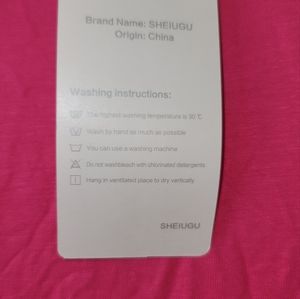 Brand Name: SHEIUGU
Origin: China
Washing instructions:
The highest washing temperature is 30℃
Wash by hand as much as possible
You can use a washing machine
Do not washbleach with chlorinated detergents
Hang in ventilated place to dry vertically
SHEIUGU